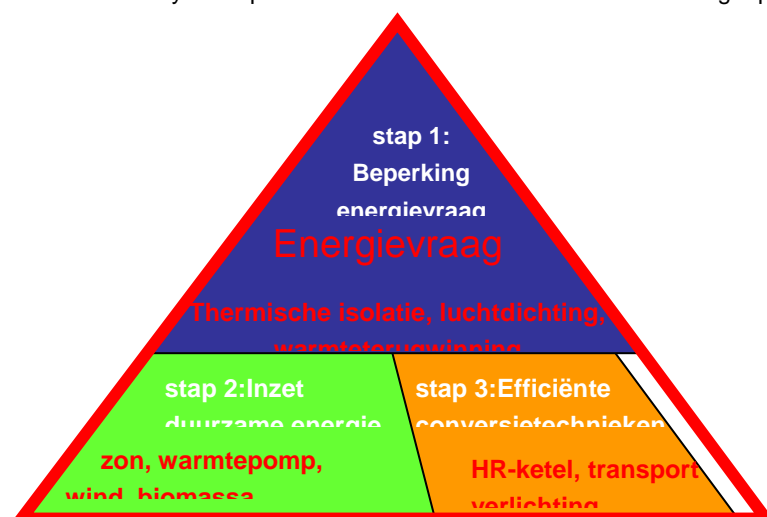 stap 1:
Beperking
energievraag
Energievraag
Thermische isolatie, luchtdichting,
warmteterugwinning
stap 2:Inzet
duurzame energie
zon, warmtepomp,
wind, biomassa
stap 3:Efficiënte
conversietechnieken
HR-ketel, transport
verlichting